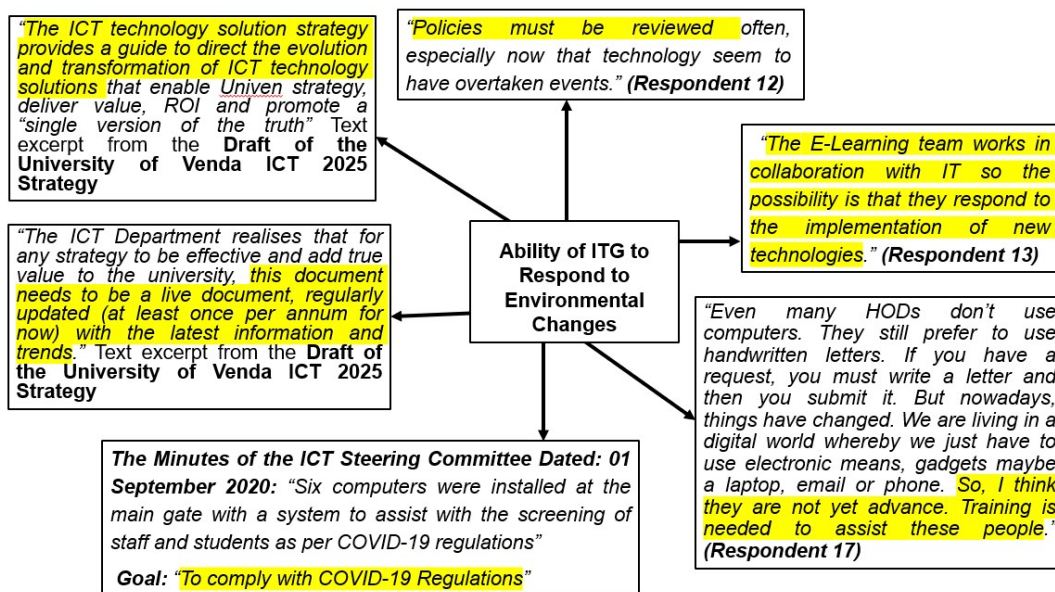 “The ICT technology solution strategy
provides a guide to direct the evolution
and transformation of ICT technology
solutions that enable Univen strategy,
deliver value, ROI and promote a
“single version of the truth” Text
excerpt from the Draft of the
University of Venda ICT 2025
Strategy
“Policies must be reviewed often,
especially now that technology seem to
have overtaken events.” (Respondent 12)
“The E-Learning team works in
collaboration with IT so the
possibility is that they respond to
the implementation of new
technologies.” (Respondent 13)
“The ICT Department realises that for
any strategy to be effective and add true
value to the university, this document
needs to be a live document, regularly
updated (at least once per annum for
now) with the latest information and
trends.” Text excerpt from the Draft of
the University of Venda ICT 2025
Strategy
Ability of ITG to
Respond to
Environmental
Changes
“Even many HODs don’t use
computers. They still prefer to use
handwritten letters. If you have a
request, you must write a letter and
then you submit it. But nowadays,
things have changed. We are living in a
digital world whereby we just have to
use electronic means, gadgets maybe
a laptop, email or phone. So, I think
they are not yet advance. Training is
needed to assist these people.”
(Respondent 17)
The Minutes of the ICT Steering Committee Dated: 01
September 2020: “Six computers were installed at the
main gate with a system to assist with the screening of
staff and students as per COVID-19 regulations”
Goal: “To comply with COVID-19 Regulations”